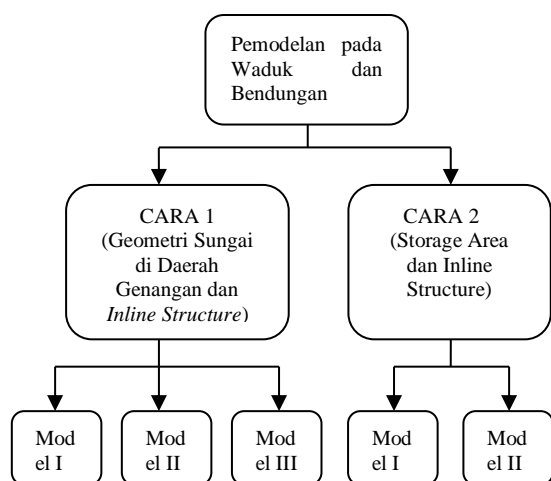 Pemodelan pada
Waduk dan
Bendungan
CARA 1
(Geometri Sungai
di Daerah
Genangan dan
Inline Structure)
CARA 2
(Storage Area
dan Inline
Structure)
Mod
el I
Mod
el II
Mod
el III
Mod
el I
Mod
el II